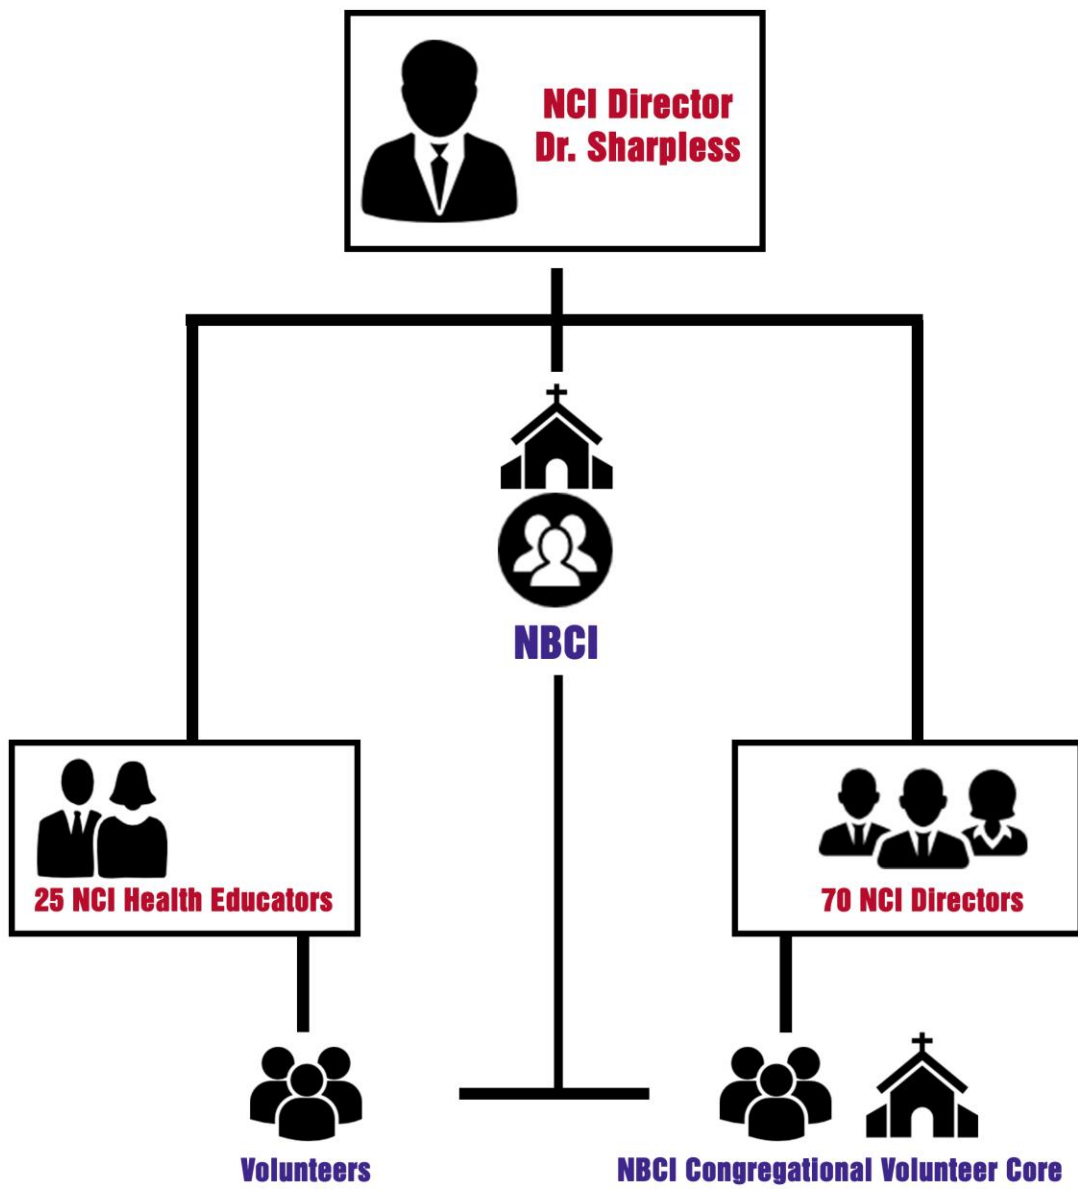 NCI Director
Dr. Sharpless
NBCI
25 NCI Health Educators
70 NCI Directors
Volunteers
NBCI Congregational Volunteer Core